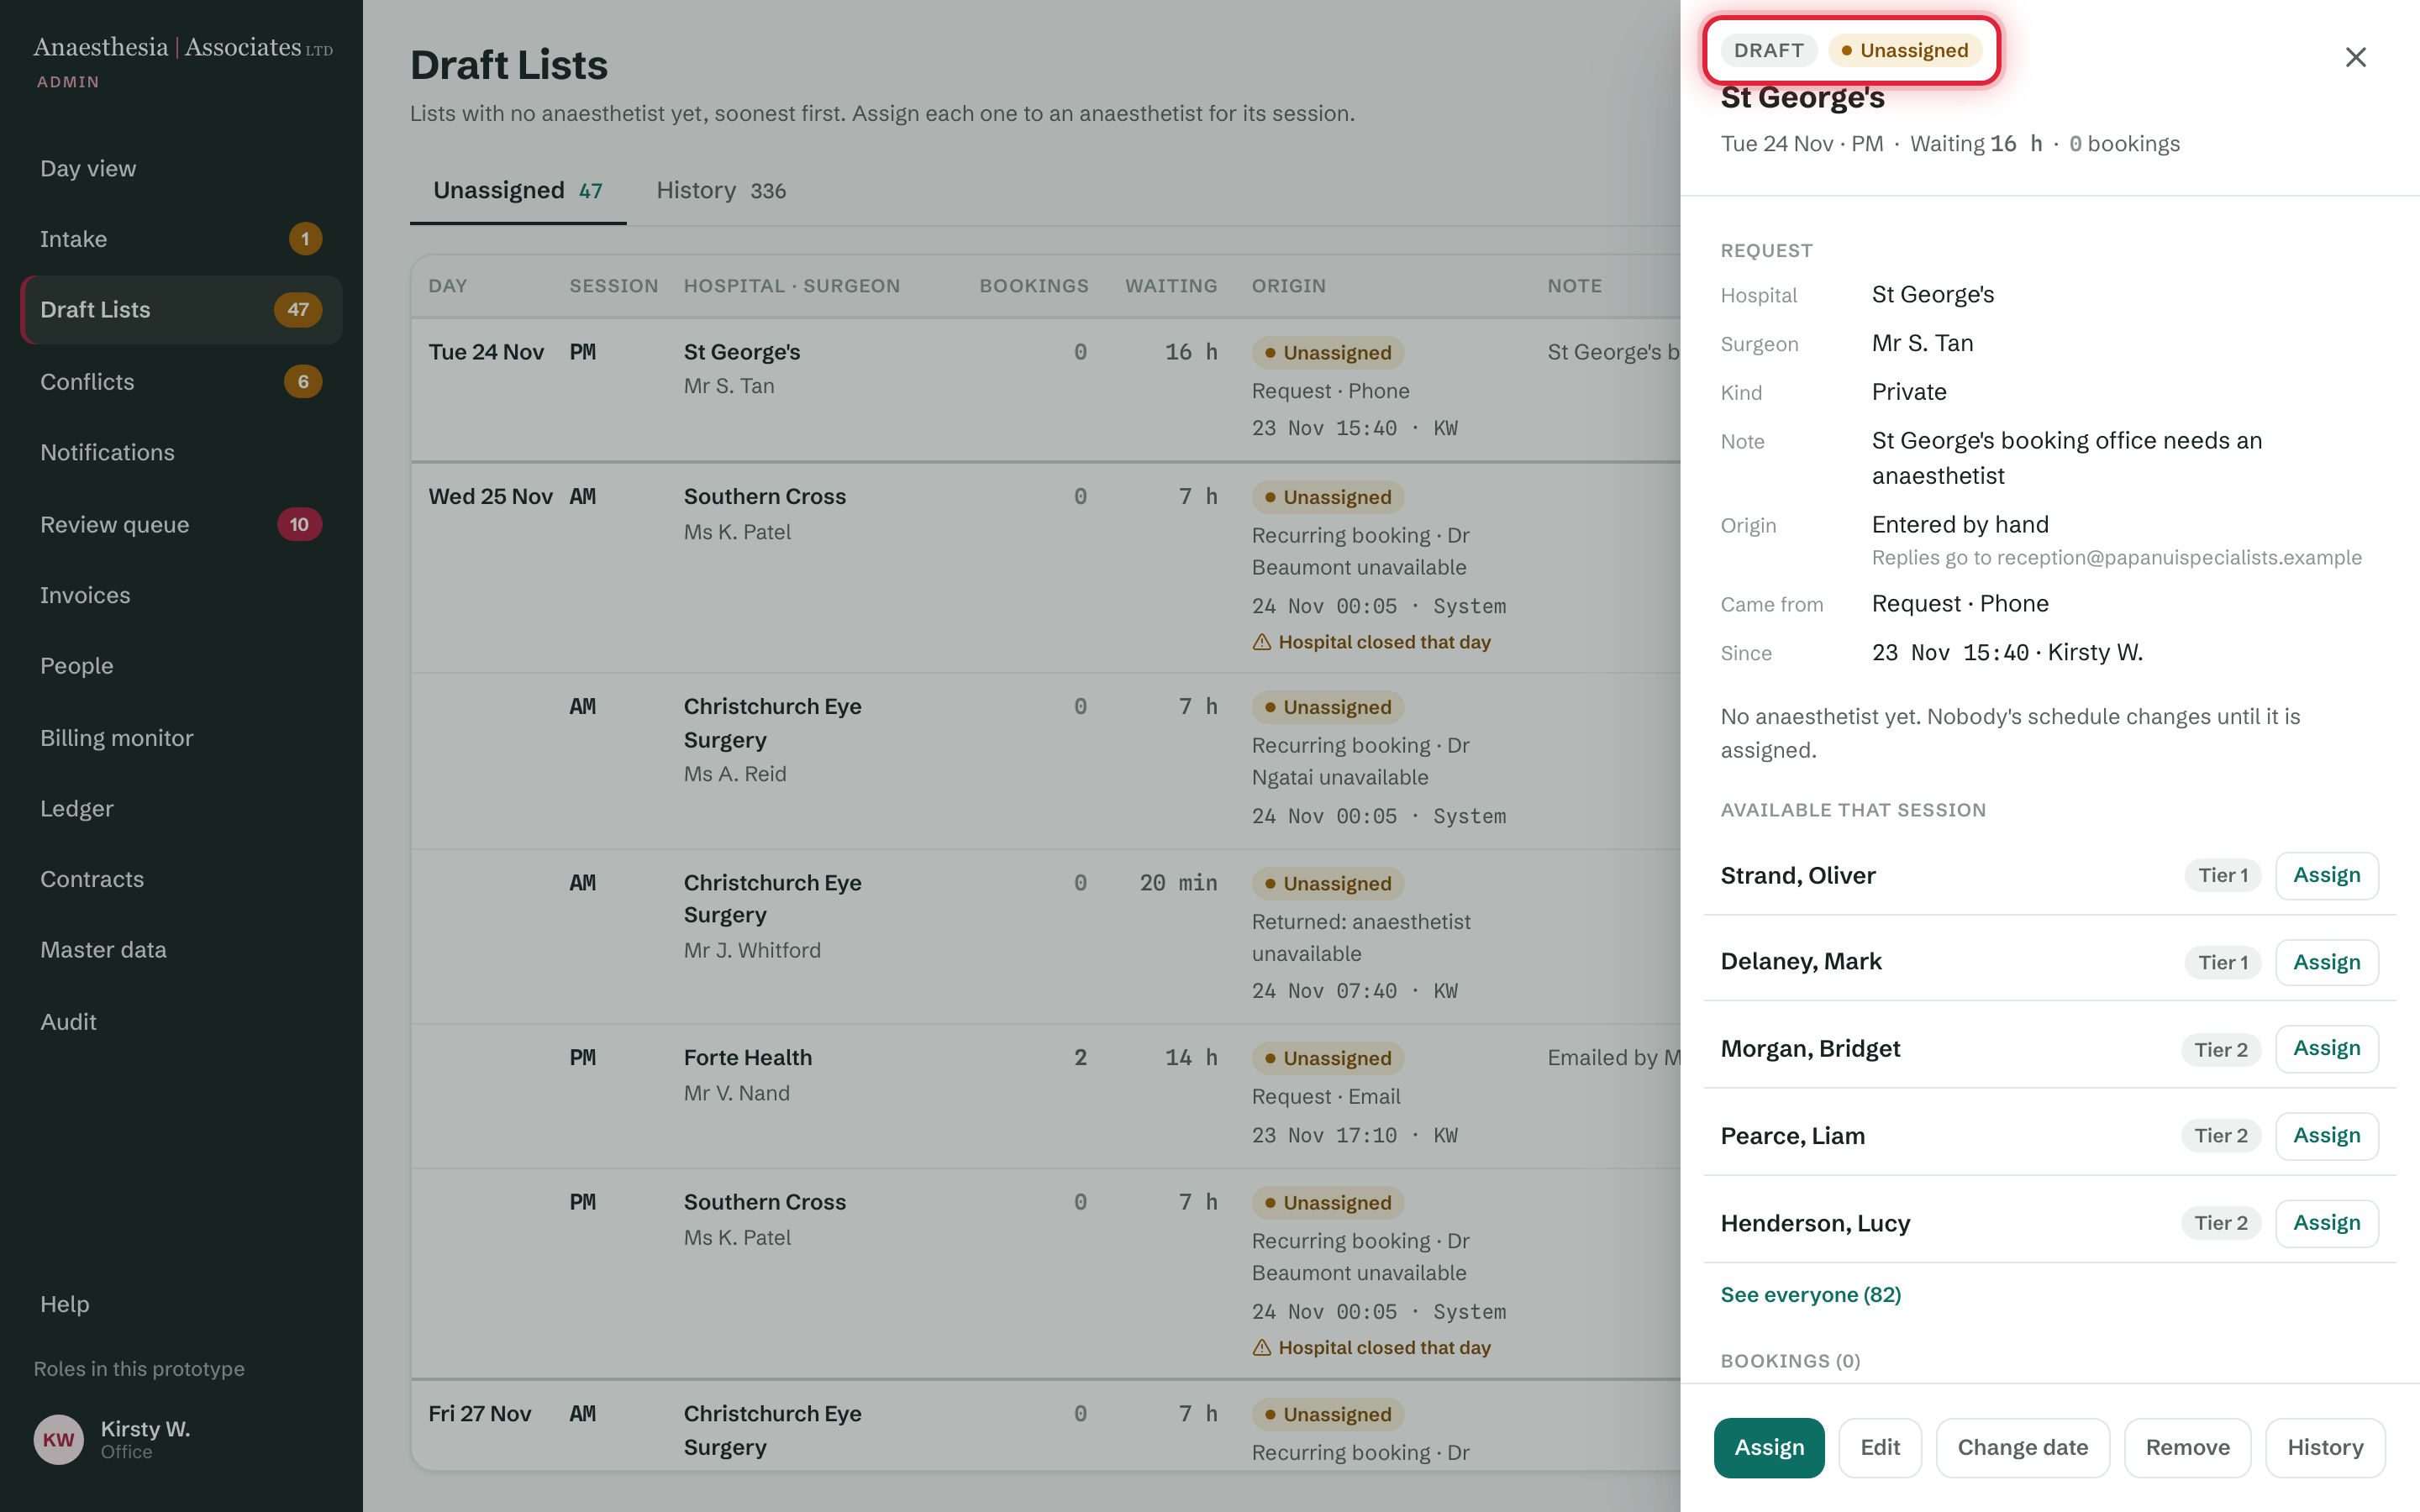 Anaesthesia | Associates LTD
ADMIN
Day view
Intake 1
Draft Lists 47
Conflicts 6
Notifications
Review queue 10
Invoices
People
Billing monitor
Ledger
Contracts
Master data
Audit
Help
Roles in this prototype
KW Kirsty W.
Office
Draft Lists
Lists with no anaesthetist yet, soonest first. Assign each one to an anaesthetist for its session.
Unassigned 47 History 336
DAY SESSION HOSPITAL · SURGEON BOOKINGS WAITING ORIGIN NOTE
Tue 24 Nov PM St George's 0 16 h Unassigned St George's b
Mr S. Tan Request · Phone
23 Nov 15:40 · KW
Wed 25 Nov AM Southern Cross 0 7 h Unassigned
Ms K. Patel Recurring booking · Dr
Beaumont unavailable
24 Nov 00:05 · System
Hospital closed that day
AM Christchurch Eye 0 7 h Unassigned
Surgery Recurring booking · Dr
Ms A. Reid Ngatai unavailable
24 Nov 00:05 · System
AM Christchurch Eye 0 20 min Unassigned
Surgery Returned: anaesthetist
Mr J. Whitford unavailable
24 Nov 07:40 · KW
PM Forte Health 2 14 h Unassigned Emailed by M
Mr V. Nand Request · Email
23 Nov 17:10 · KW
PM Southern Cross 0 7 h Unassigned
Ms K. Patel Recurring booking · Dr
Beaumont unavailable
24 Nov 00:05 · System
Hospital closed that day
Fri 27 Nov AM Christchurch Eye 0 7 h Unassigned
Surgery Recurring booking · Dr
DRAFT Unassigned
St George's
Tue 24 Nov · PM · Waiting 16 h · 0 bookings
REQUEST
Hospital St George's
Surgeon Mr S. Tan
Kind Private
Note St George's booking office needs an
anaesthetist
Origin Entered by hand
Replies go to reception@papanuispecialists.example
Came from Request · Phone
Since 23 Nov 15:40 · Kirsty W.
No anaesthetist yet. Nobody's schedule changes until it is
assigned.
AVAILABLE THAT SESSION
Strand, Oliver Tier 1 Assign
Delaney, Mark Tier 1 Assign
Morgan, Bridget Tier 2 Assign
Pearce, Liam Tier 2 Assign
Henderson, Lucy Tier 2 Assign
See everyone (82)
BOOKINGS (0)
Assign Edit Change date Remove History